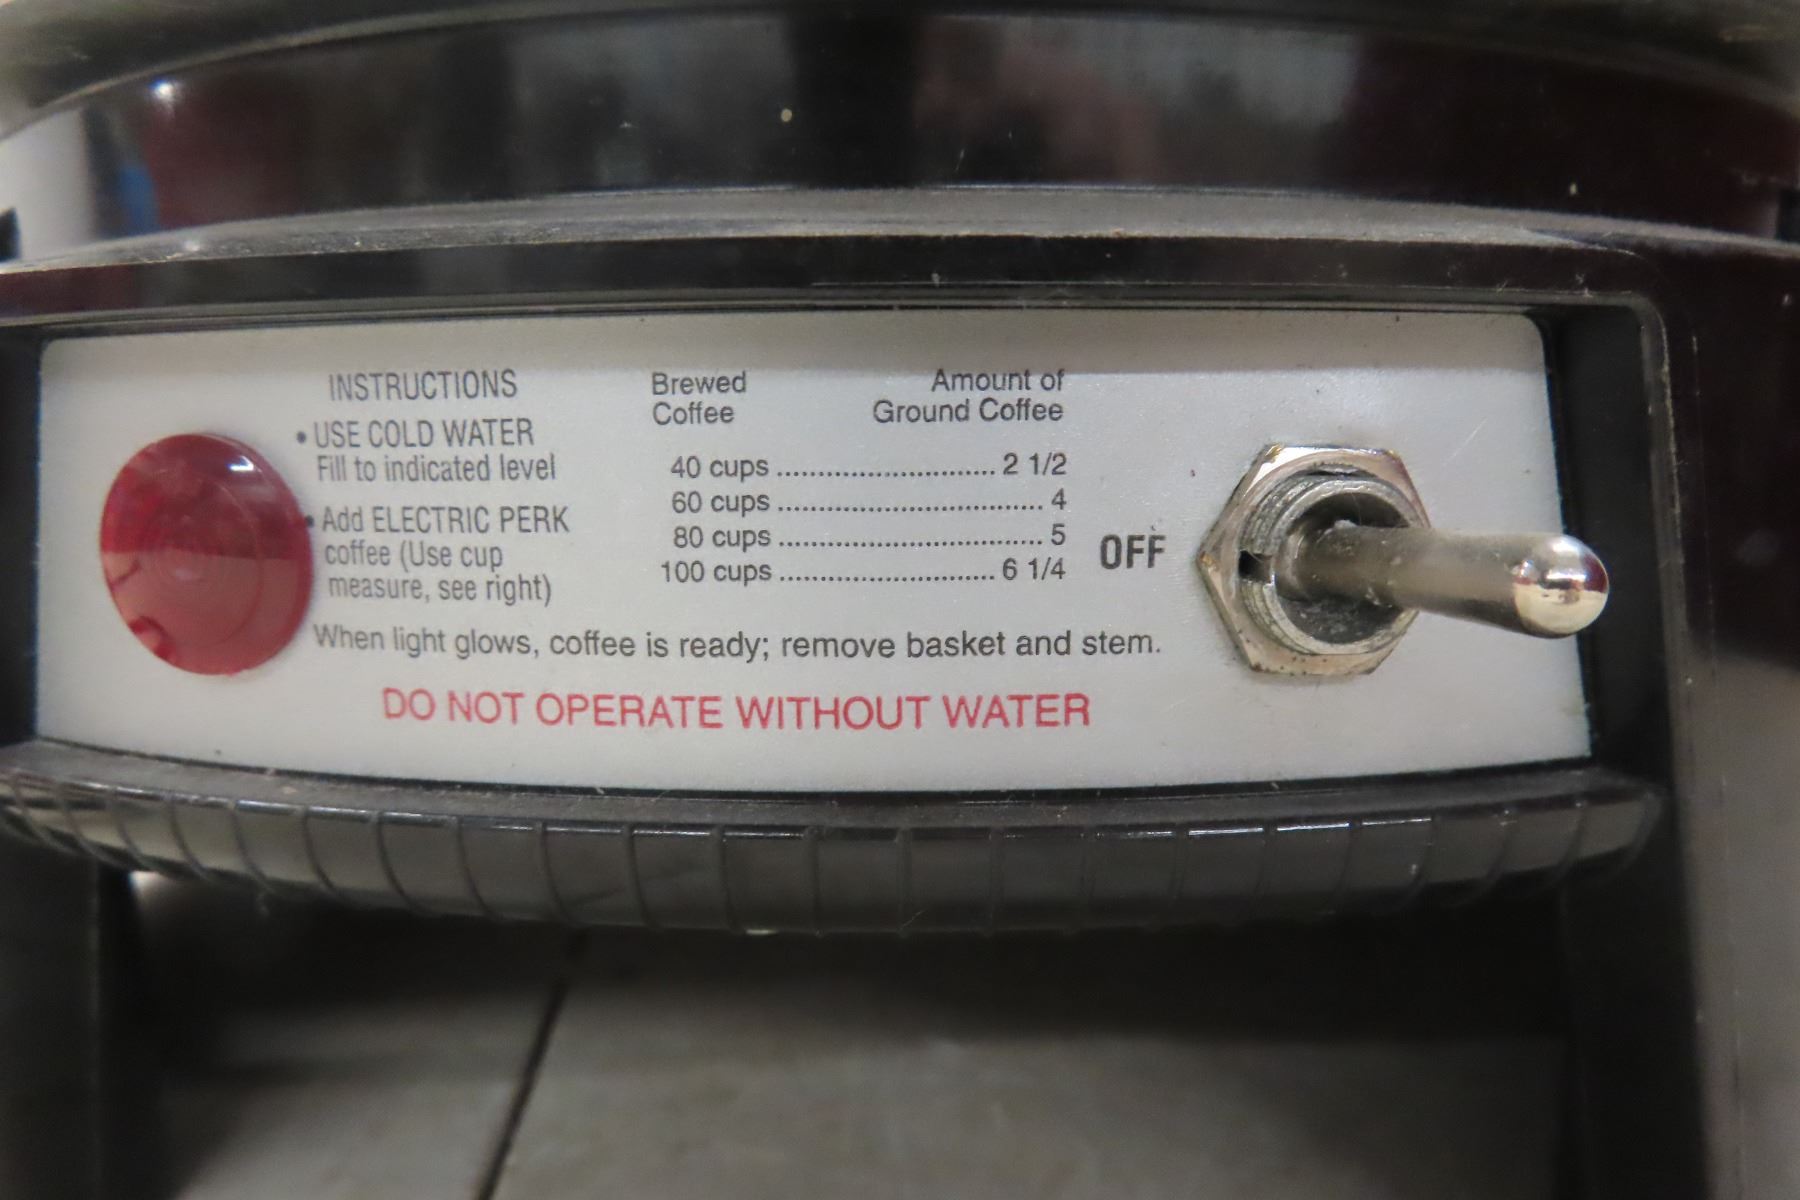 INSTRUCTIONS
• USE COLD WATER
Fill to indicated level
• Add ELECTRIC PERK
coffee (Use cup
measure, see right)
Brewed Amount of
Coffee Ground Coffee
40 cups .......................... 2 1/2
60 cups ................................ 4
80 cups ................................ 5
100 cups .......................... 6 1/4
OFF
When light glows, coffee is ready; remove basket and stem.
DO NOT OPERATE WITHOUT WATER